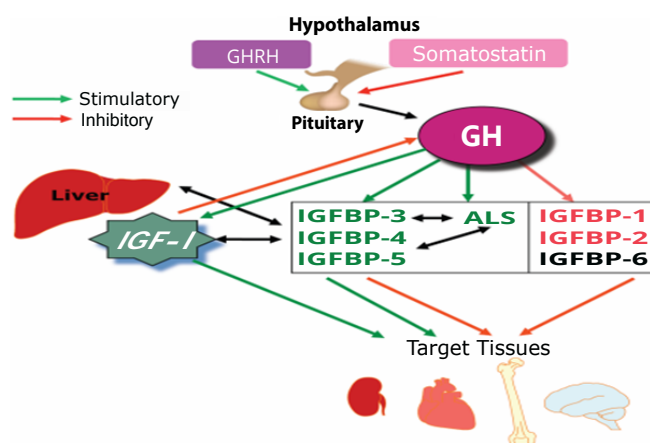 Hypothalamus
GHRH
Somatostatin
Stimulatory
Inhibitory
Pituitary
GH
Liver
IGF-I
IGFBP-3
ALS
IGFBP-4
IGFBP-5
IGFBP-1
IGFBP-2
IGFBP-6
Target Tissues